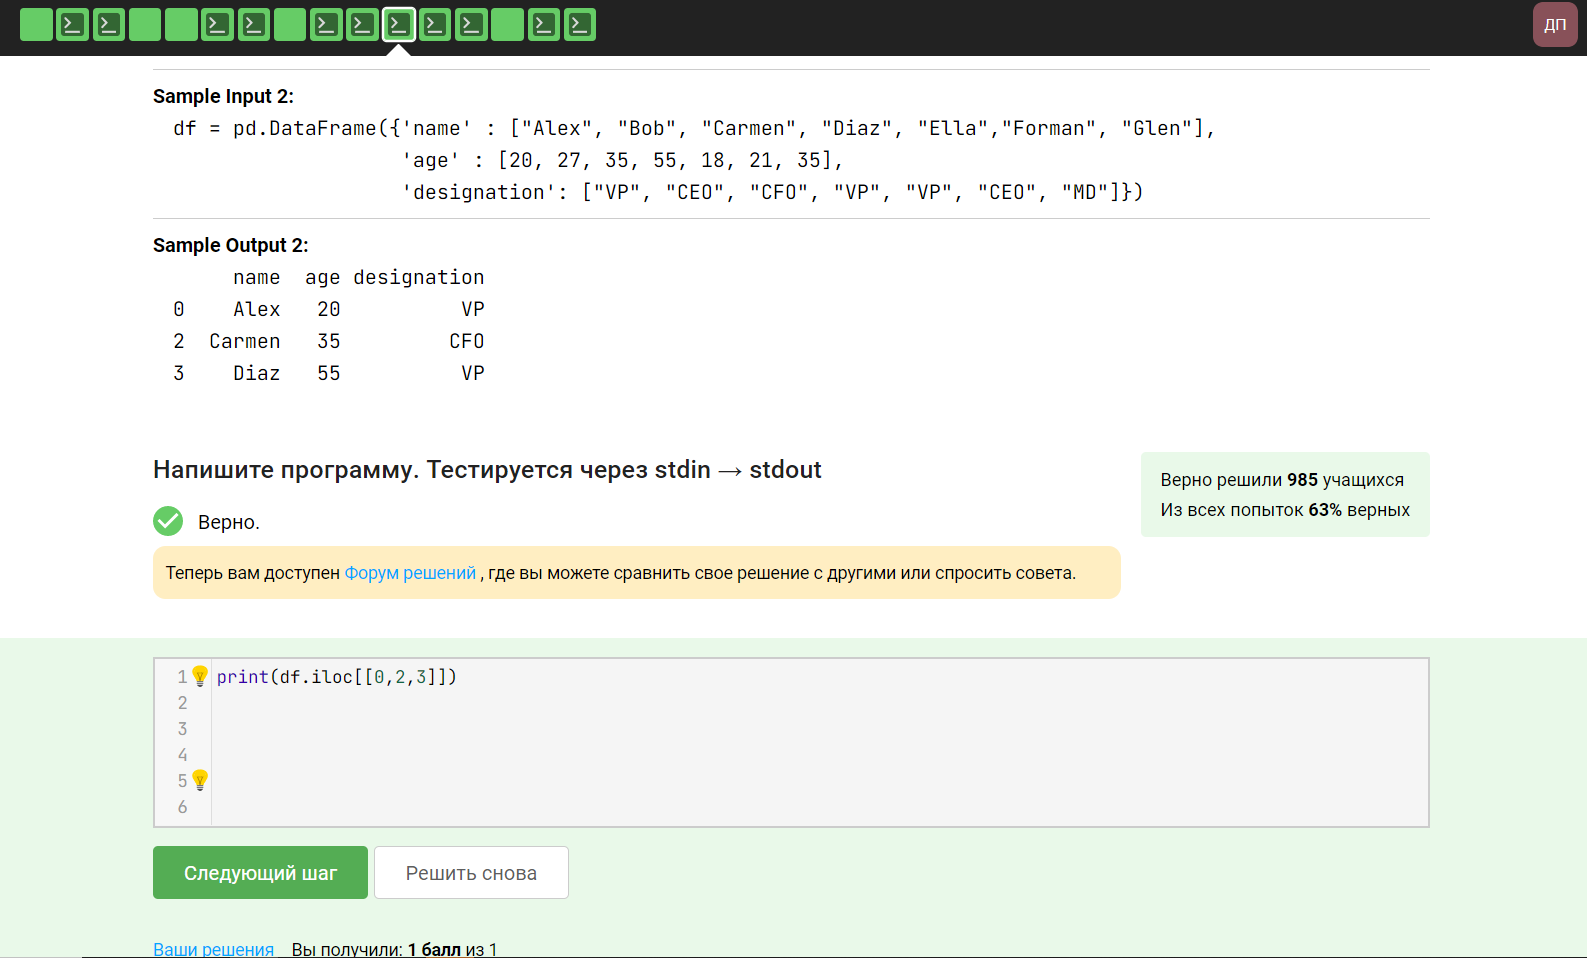 ДП
Sample Input 2:
df = pd.DataFrame({'name' : ["Alex", "Bob", "Carmen", "Diaz", "Ella","Forman", "Glen"],
'age' : [20, 27, 35, 55, 18, 21, 35],
'designation': ["VP", "CEO", "CFO", "VP", "VP", "CEO", "MD"]})
Sample Output 2:
name age designation
0 Alex 20 VP
2 Carmen 35 CFO
3 Diaz 55 VP
Напишите программу. Тестируется через stdin → stdout
Верно решили 985 учащихся
Из всех попыток 63% верных
Верно.
Теперь вам доступен Форум решений , где вы можете сравнить свое решение с другими или спросить совета.
1 print(df.iloc[[0,2,3]])
2
3
4
5
6
Следующий шаг Решить снова
Ваши решения Вы получили: 1 балл из 1